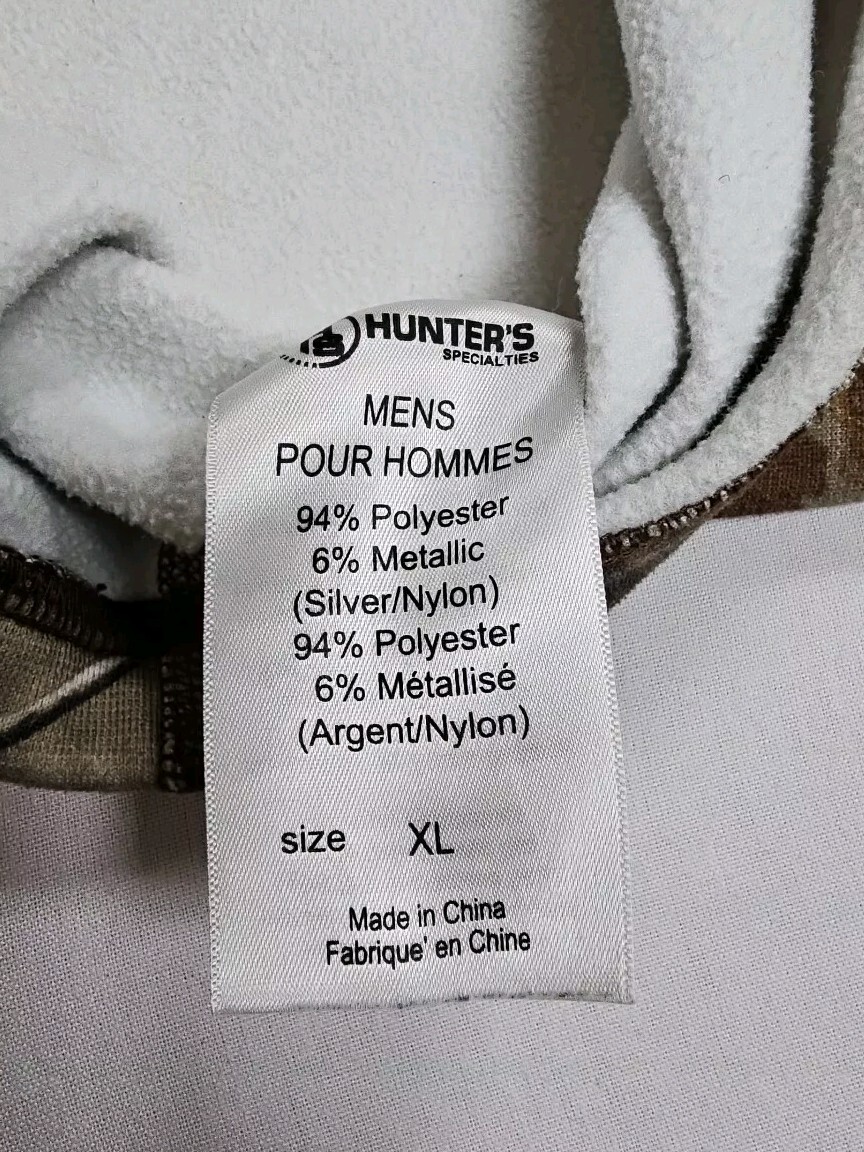 HUNTER'S
SPECIALTIES
MENS
POUR HOMMES
94% Polyester
6% Metallic
(Silver/Nylon)
94% Polyester
6% Métallisé
(Argent/Nylon)
size XL
Made in China
Fabrique' en Chine